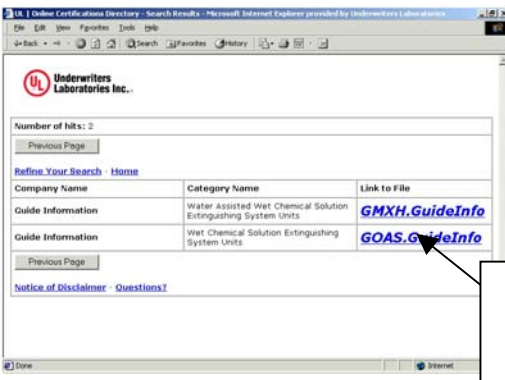 UL | Online Certifications Directory - Search Results - Microsoft Internet Explorer provided by Underwriters Laboratories
File Edit View Favorites Tools Help
Back Search Favorites History
UL Underwriters
Laboratories Inc.
Number of hits: 2
Previous Page
Refine Your Search - Home
Company Name Category Name Link to File
Guide Information Water Assisted Wet Chemical Solution
Extinguishing System Units GMXH.GuideInfo
Guide Information Wet Chemical Solution Extinguishing
System Units GOAS.GuideInfo
Previous Page
Notice of Disclaimer - Questions?
Done Internet